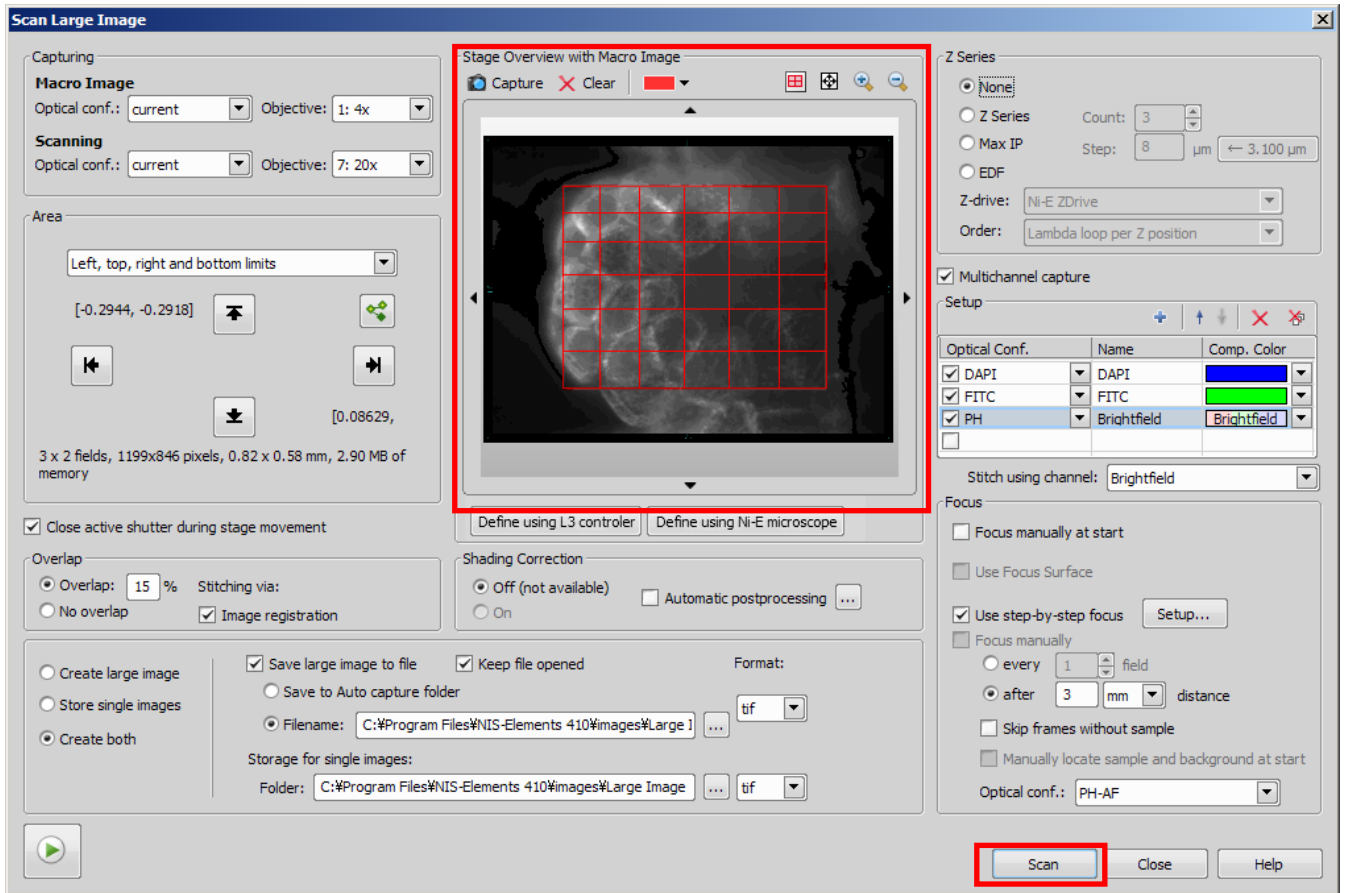 Scan Large Image
Capturing
Macro Image
Optical conf.: current Objective: 1: 4x
Scanning
Optical conf.: current Objective: 7: 20x
Area
Left, top, right and bottom limits
[-0.2944, -0.2918]
[0.08629,
3 x 2 fields, 1199x846 pixels, 0.82 x 0.58 mm, 2.90 MB of
memory
Close active shutter during stage movement
Overlap
Overlap: 15 % Stitching via:
No overlap Image registration
Stage Overview with Macro Image
Capture Clear
Define using L3 controler Define using Ni-E microscope
Shading Correction
Off (not available) Automatic postprocessing ...
On
Create large image
Store single images
Create both
Save large image to file Keep file opened Format:
Save to Auto capture folder
Filename: C:¥Program Files¥NIS-Elements 410¥images¥Large I ... tif
Storage for single images:
Folder: C:¥Program Files¥NIS-Elements 410¥images¥Large Image ... tif
Z Series
None
Z Series Count: 3
Max IP Step: 8 µm ← 3.100 µm
EDF
Z-drive: Ni-E ZDrive
Order: Lambda loop per Z position
Multichannel capture
Setup
Optical Conf. Name Comp. Color
DAPI DAPI
FITC FITC
PH Brightfield Brightfield
Stitch using channel: Brightfield
Focus
Focus manually at start
Use Focus Surface
Use step-by-step focus Setup...
Focus manually
every 1 field
after 3 mm distance
Skip frames without sample
Manually locate sample and background at start
Optical conf.: PH-AF
Scan Close Help